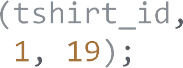 (tshirt_id,
1, 19);